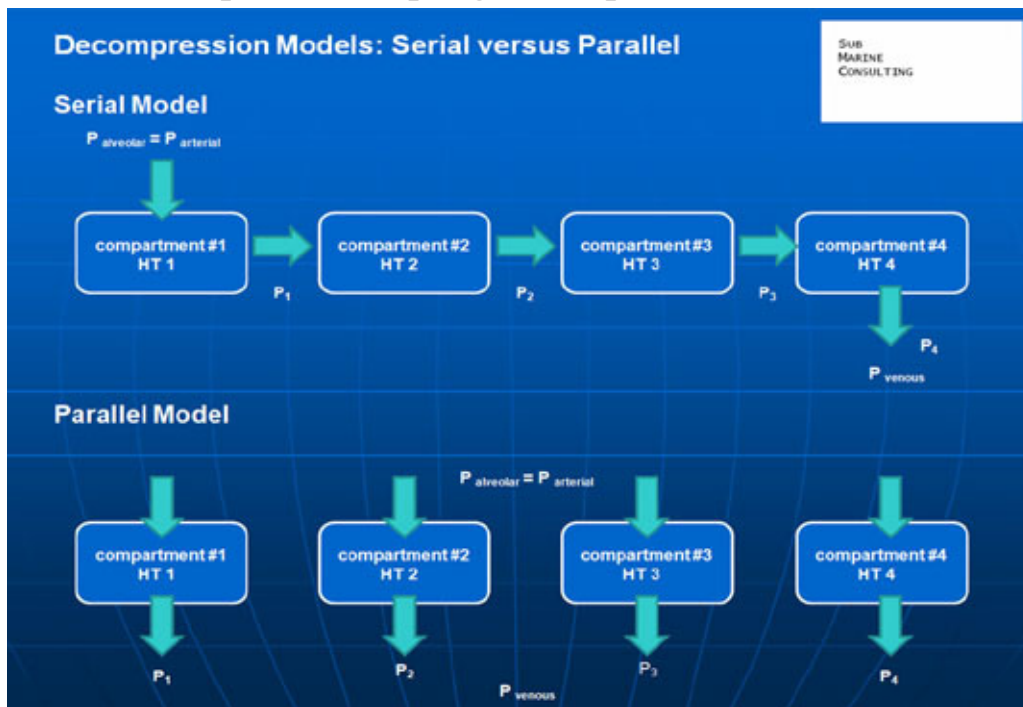 Decompression Models: Serial versus Parallel
SUB
MARINE
CONSULTING
Serial Model
P alveolar = P arterial
compartment #1
HT 1
compartment #2
HT 2
compartment #3
HT 3
compartment #4
HT 4
P₁
P₂
P₃
P₄
P venous
Parallel Model
P alveolar = P arterial
compartment #1
HT 1
compartment #2
HT 2
compartment #3
HT 3
compartment #4
HT 4
P₁
P₂
P₃
P₄
P venous